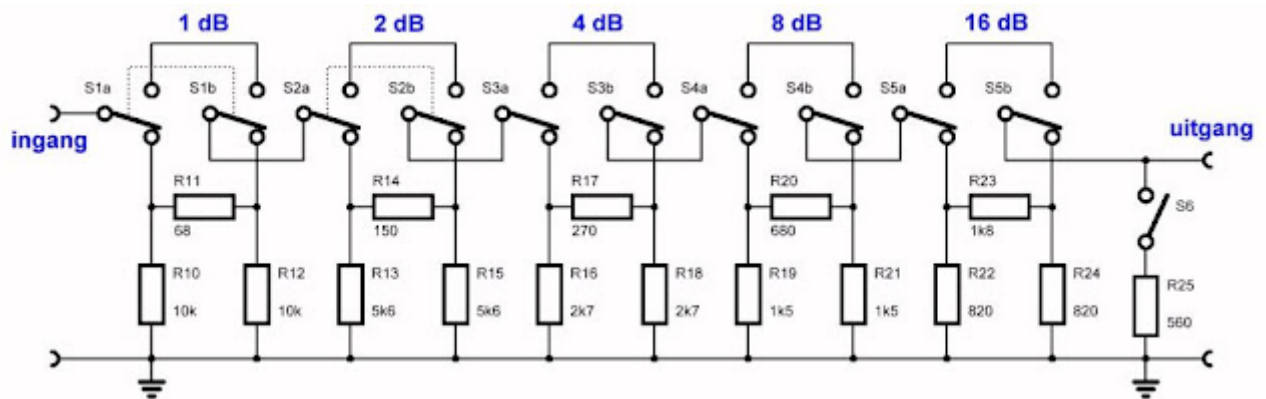 1 dB 2 dB 4 dB 8 dB 16 dB
S1a S1b S2a S2b S3a S3b S4a S4b S5a S5b
ingang uitgang
R11 R14 R17 R20 R23 S6
68 150 270 680 1k8
R10 R12 R13 R15 R16 R18 R19 R21 R22 R24 R25
10k 10k 5k6 5k6 2k7 2k7 1k5 1k5 820 820 560